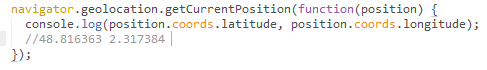 navigator.geolocation.getCurrentPosition(function(position) {
  console.log(position.coords.latitude, position.coords.longitude);
  //48.816363 2.317384
});